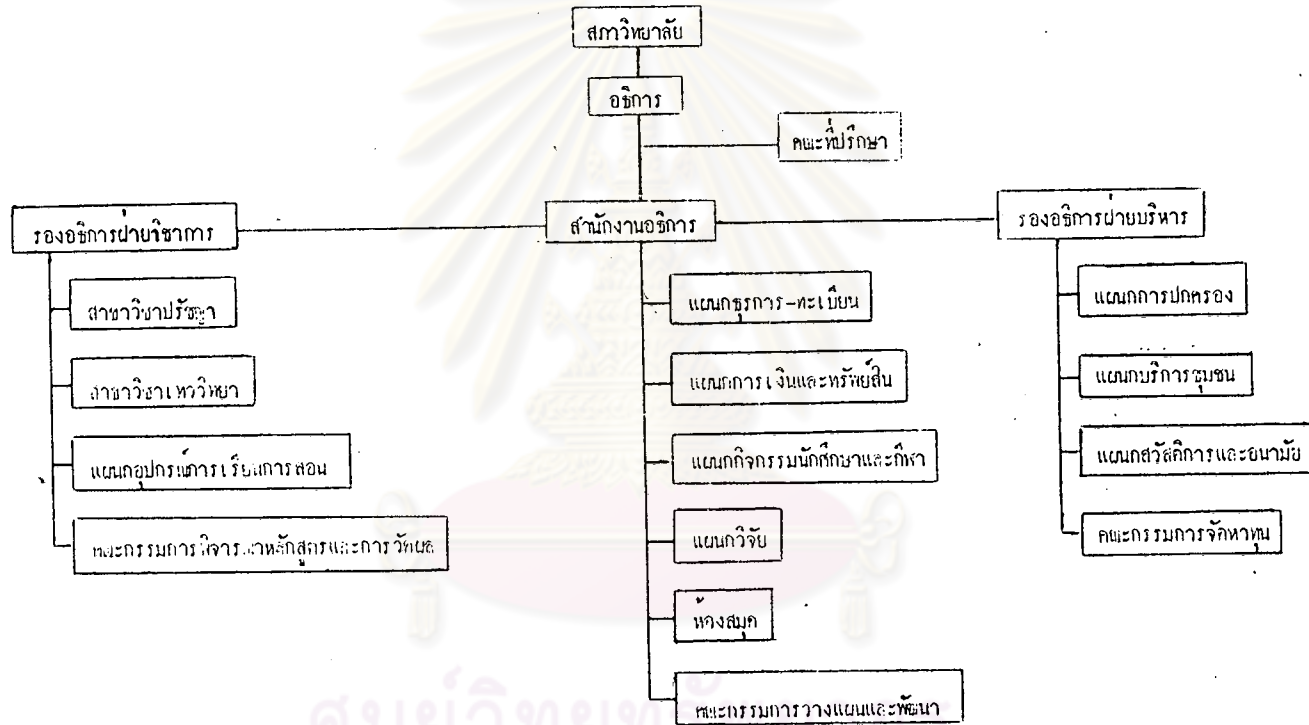 สภาวิทยาลัย
อธิการ
คณะที่ปรึกษา
รองอธิการฝ่ายวิชาการ
สำนักงานอธิการ
รองอธิการฝ่ายบริหาร
สาขาวิชาปรัชญา
สาขาวิชาเทววิทยา
แผนกอุปกรณ์การเรียนการสอน
คณะกรรมการพิจารณาหลักสูตรและการวัดผล
แผนกธุรการ-ทะเบียน
แผนกการเงินและทรัพย์สิน
แผนกกิจกรรมนักศึกษาและกีฬา
แผนกวิจัย
ห้องสมุด
คณะกรรมการวางแผนและพัฒนา
แผนกการปกครอง
แผนกบริการชุมชน
แผนกสวัสดิการและอนามัย
คณะกรรมการจัดหาทุน